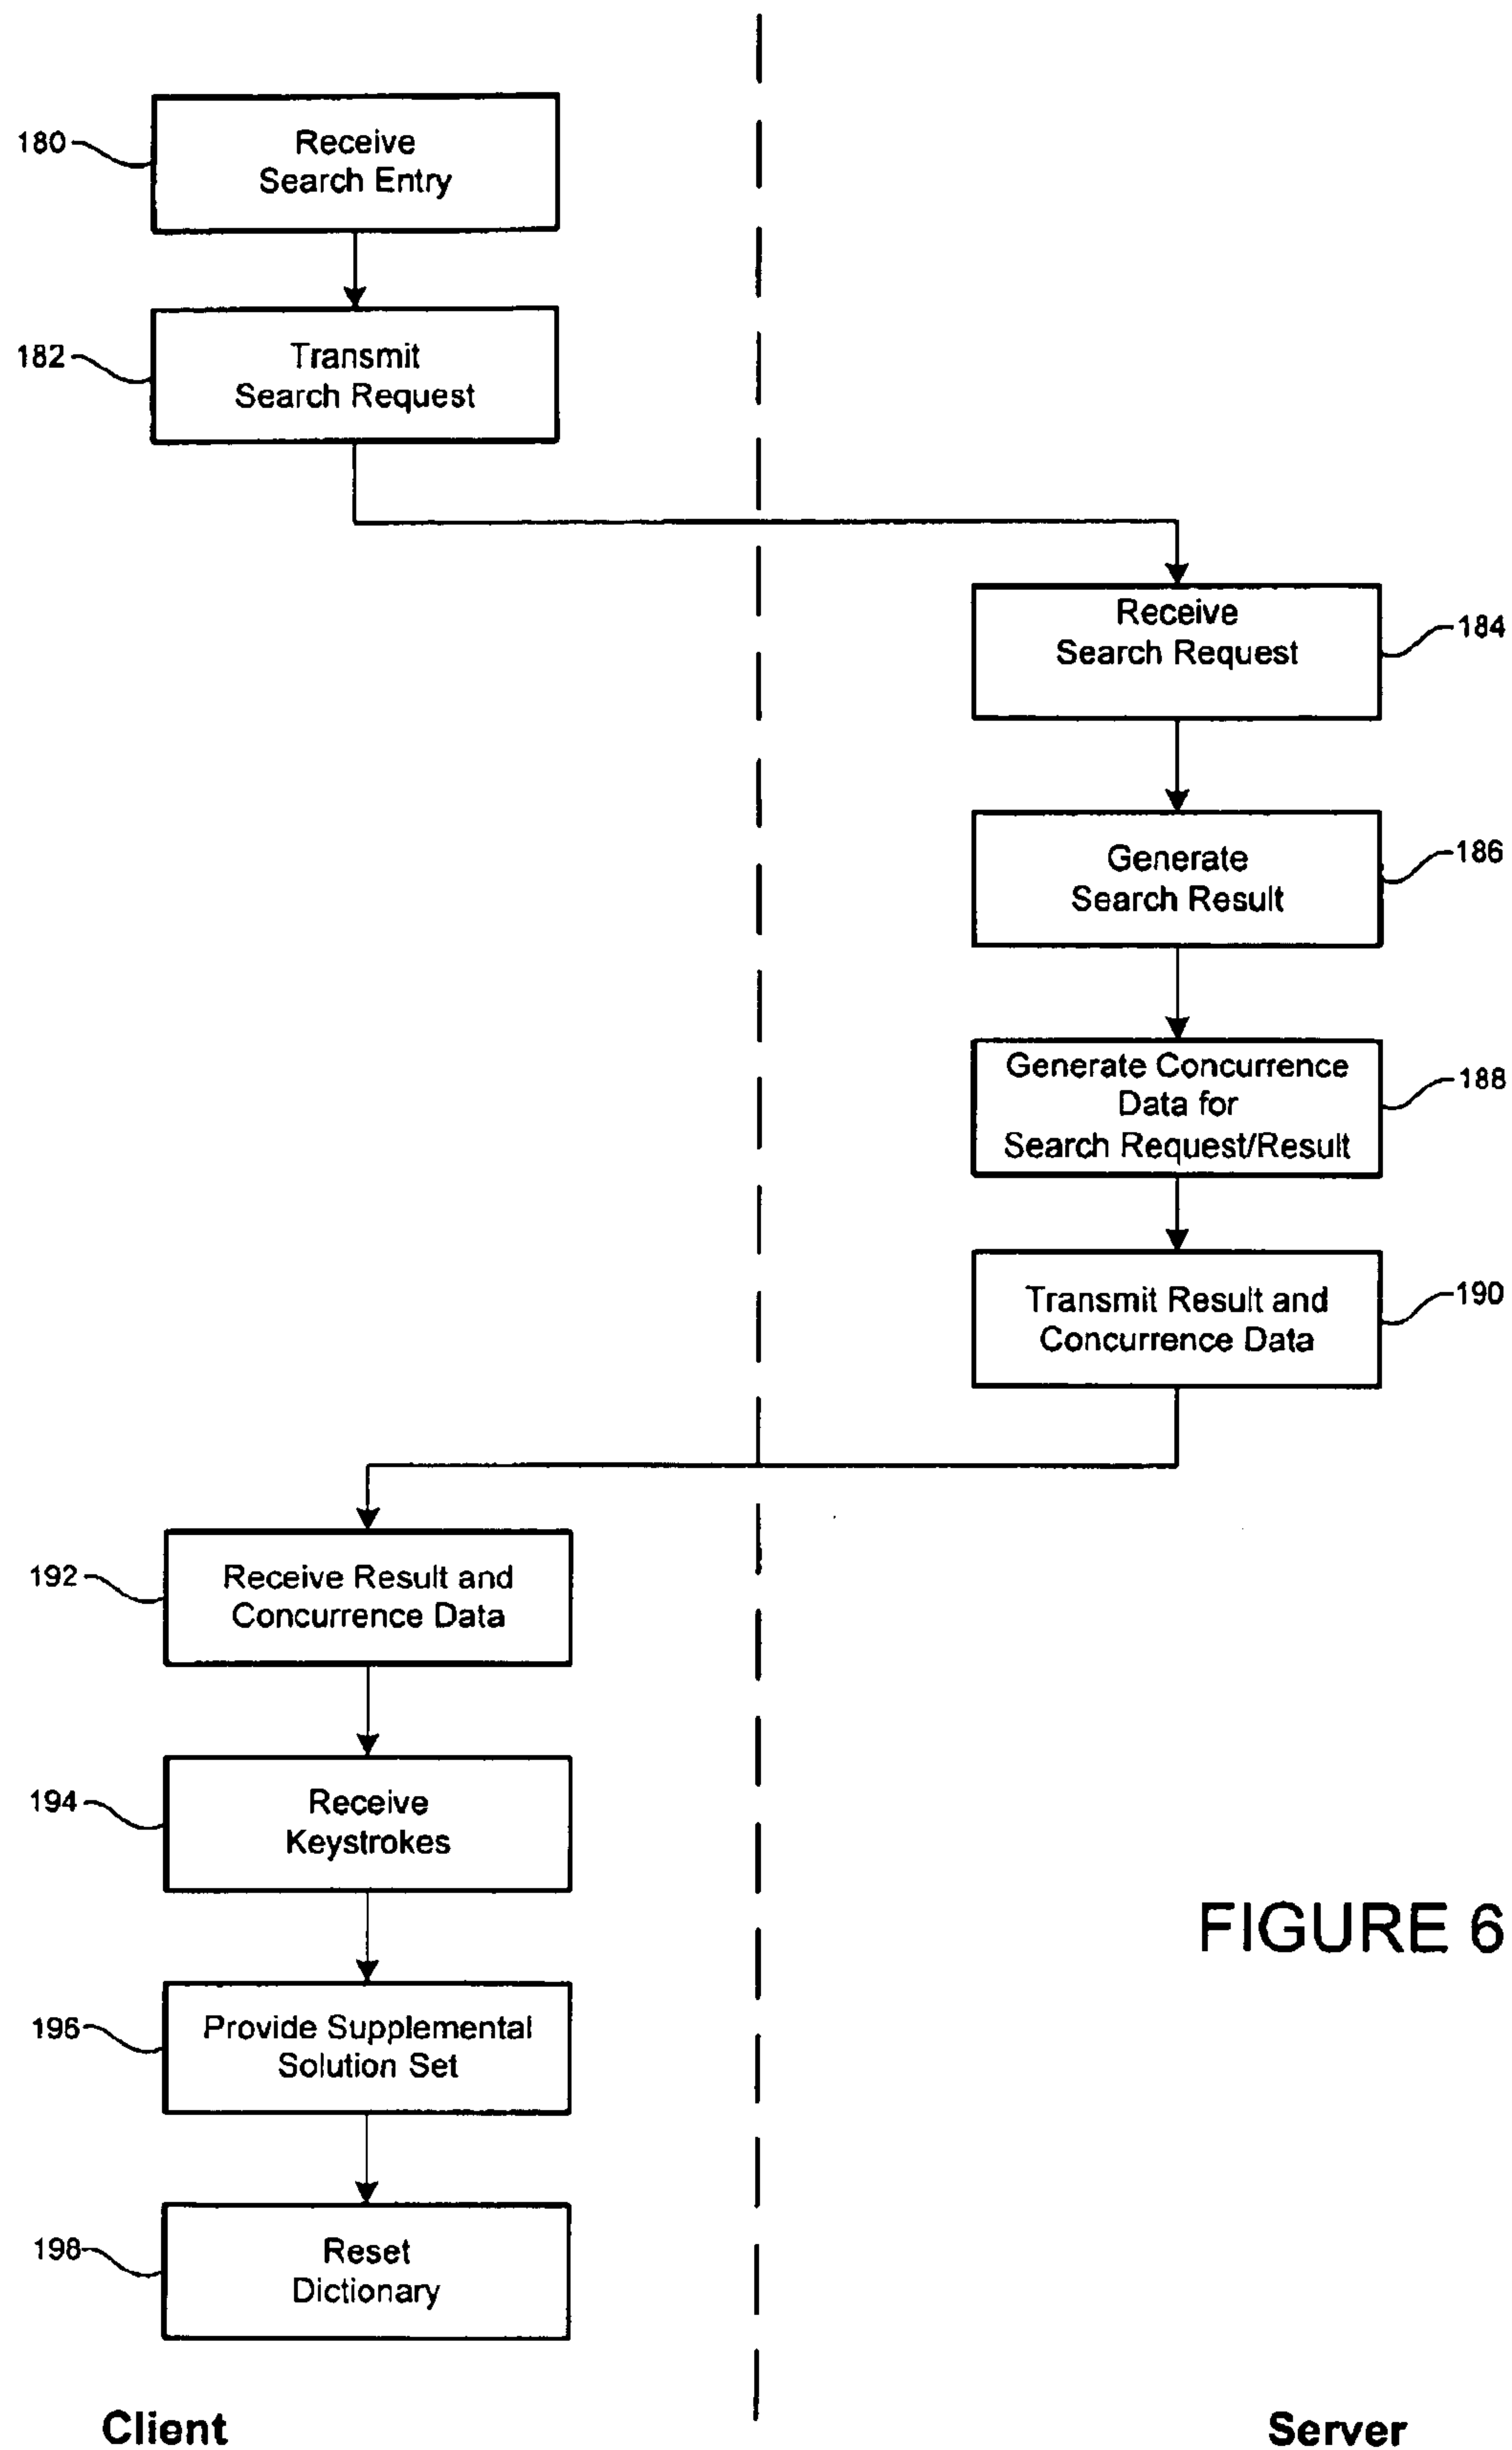 180
Receive
Search Entry
182
Transmit
Search Request
Receive
Search Request
184
Generate
Search Result
186
Generate Concurrence
Data for
Search Request/Result
188
Transmit Result and
Concurrence Data
190
192
Receive Result and
Concurrence Data
194
Receive
Keystrokes
FIGURE 6
196
Provide Supplemental
Solution Set
198
Reset
Dictionary
Client
Server